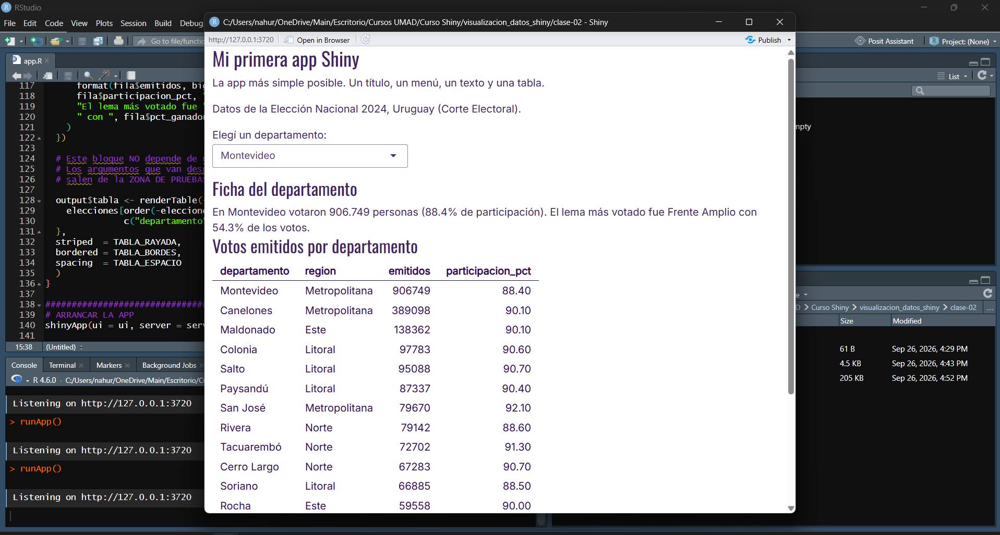 RStudio
File Edit Code View Plots Session Build Debug
Go to file/functi
Posit Assistant
Project: (None)
app.R
117 format(fila$emitidos, big
118 fila$participacion_pct,
119 "El lema más votado fue
120 " con ", fila$pct_ganado
121 )
122 })
123
124 # Este bloque NO depende de
125 # Los argumentos que van desp
126 # salen de la ZONA DE PRUEBAS
127
128 output$tabla <- renderTable(
129 elecciones[order(-eleccione
130 c("departamento"
131 },
132 striped = TABLA_RAYADA,
133 bordered = TABLA_BORDES,
134 spacing = TABLA_ESPACIO
135 )
136 }
137
138 ##############################
139 # ARRANCAR LA APP
140 shinyApp(ui = ui, server = ser
141
15:38 (Untitled)
Console Terminal Markers Background Jobs
R 4.6.0 · C:/Users/nahur/OneDrive/Main/Escritorio/C
Listening on http://127.0.0.1:3720
> runApp()
Listening on http://127.0.0.1:3720
> runApp()
Listening on http://127.0.0.1:3720
C:/Users/nahur/OneDrive/Main/Escritorio/Cursos UMAD/Curso Shiny/visualizacion_datos_shiny/clase-02 - Shiny
http://127.0.0.1:3720 Open in Browser Publish
Mi primera app Shiny
La app más simple posible. Un título, un menú, un texto y una tabla.
Datos de la Elección Nacional 2024, Uruguay (Corte Electoral).
Elegí un departamento:
Montevideo
Ficha del departamento
En Montevideo votaron 906.749 personas (88.4% de participación). El lema más votado fue Frente Amplio con
54.3% de los votos.
Votos emitidos por departamento
departamento region emitidos participacion_pct
Montevideo Metropolitana 906749 88.40
Canelones Metropolitana 389098 90.10
Maldonado Este 138362 90.10
Colonia Litoral 97783 90.60
Salto Litoral 95088 90.70
Paysandú Litoral 87337 90.40
San José Metropolitana 79670 92.10
Rivera Norte 79142 88.60
Tacuarembó Norte 72702 91.30
Cerro Largo Norte 67283 90.70
Soriano Litoral 66885 88.50
Rocha Este 59558 90.00
List
mpty
e
D > Curso Shiny > visualizacion_datos_shiny > clase-02 ...
Size Modified
61 B Sep 26, 2026, 4:29 PM
4.5 KB Sep 26, 2026, 4:43 PM
205 KB Sep 26, 2026, 4:52 PM